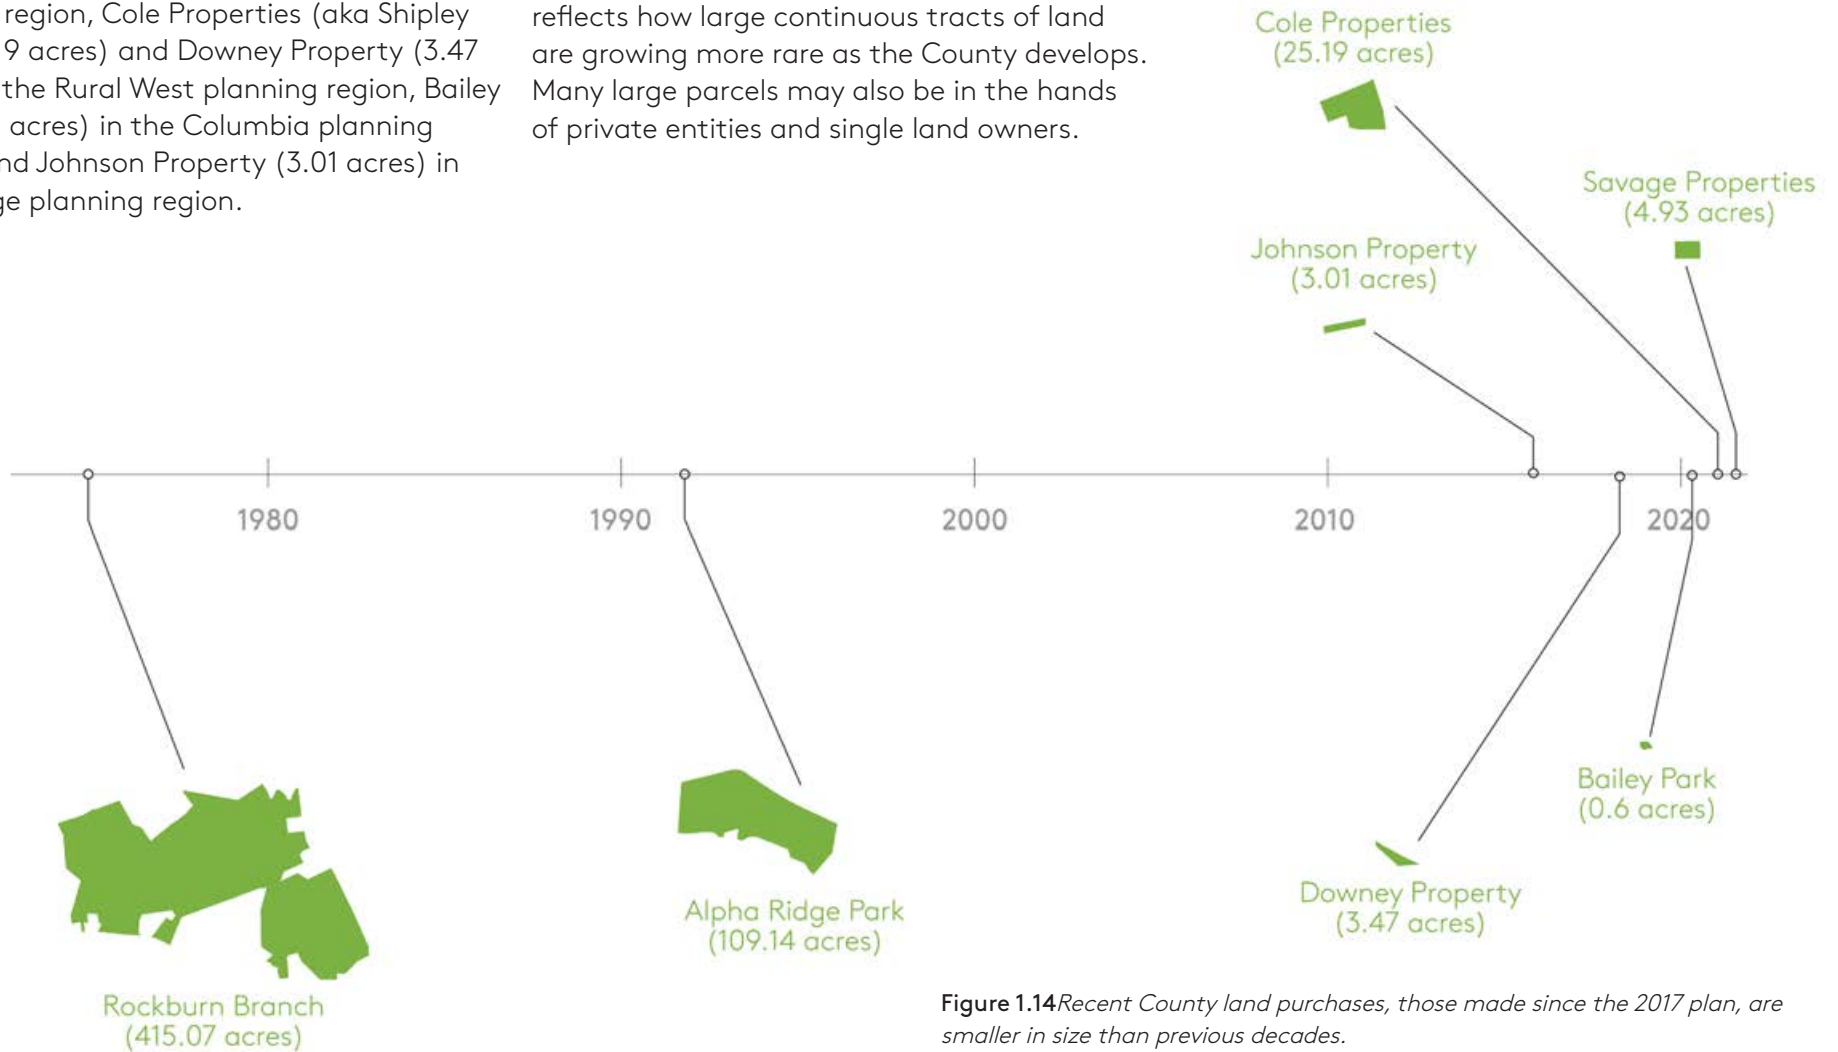 region, Cole Properties (aka Shipley
9 acres) and Downey Property (3.47
the Rural West planning region, Bailey
acres) in the Columbia planning
nd Johnson Property (3.01 acres) in
ge planning region.
reflects how large continuous tracts of land
are growing more rare as the County develops.
Many large parcels may also be in the hands
of private entities and single land owners.
Cole Properties
(25.19 acres)
Savage Properties
(4.93 acres)
Johnson Property
(3.01 acres)
1980
1990
2000
2010
2020
Bailey Park
(0.6 acres)
Downey Property
(3.47 acres)
Alpha Ridge Park
(109.14 acres)
Rockburn Branch
(415.07 acres)
Figure 1.14 Recent County land purchases, those made since the 2017 plan, are
smaller in size than previous decades.